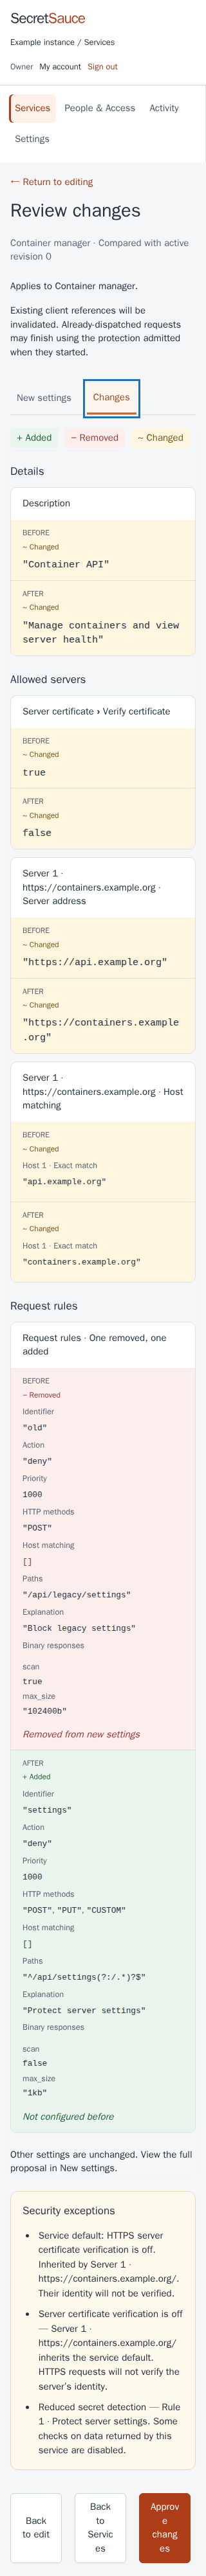 SecretSauce
Example instance / Services
Owner My account Sign out
Services People & Access Activity
Settings
← Return to editing
Review changes
Container manager · Compared with active
revision 0
Applies to Container manager.
Existing client references will be
invalidated. Already-dispatched requests
may finish using the protection admitted
when they started.
New settings Changes
+ Added − Removed ~ Changed
Details
Description
BEFORE
~ Changed
"Container API"
AFTER
~ Changed
"Manage containers and view
server health"
Allowed servers
Server certificate › Verify certificate
BEFORE
~ Changed
true
AFTER
~ Changed
false
Server 1 ·
https://containers.example.org ·
Server address
BEFORE
~ Changed
"https://api.example.org"
AFTER
~ Changed
"https://containers.example
.org"
Server 1 ·
https://containers.example.org · Host
matching
BEFORE
~ Changed
Host 1 · Exact match
"api.example.org"
AFTER
~ Changed
Host 1 · Exact match
"containers.example.org"
Request rules
Request rules · One removed, one
added
BEFORE
− Removed
Identifier
"old"
Action
"deny"
Priority
1000
HTTP methods
"POST"
Host matching
[]
Paths
"/api/legacy/settings"
Explanation
"Block legacy settings"
Binary responses
scan
true
max_size
"102400b"
Removed from new settings
AFTER
+ Added
Identifier
"settings"
Action
"deny"
Priority
1000
HTTP methods
"POST", "PUT", "CUSTOM"
Host matching
[]
Paths
"^/api/settings(?:/.*)?$"
Explanation
"Protect server settings"
Binary responses
scan
false
max_size
"1kb"
Not configured before
Other settings are unchanged. View the full
proposal in New settings.
Security exceptions
• Service default: HTTPS server
certificate verification is off.
Inherited by Server 1 ·
https://containers.example.org/.
Their identity will not be verified.
• Server certificate verification is off
— Server 1 ·
https://containers.example.org/
inherits the service default.
HTTPS requests will not verify the
server's identity.
• Reduced secret detection — Rule
1 · Protect server settings. Some
checks on data returned by this
service are disabled.
Back
to edit
Back
to
Servic
es
Approv
e
chang
es